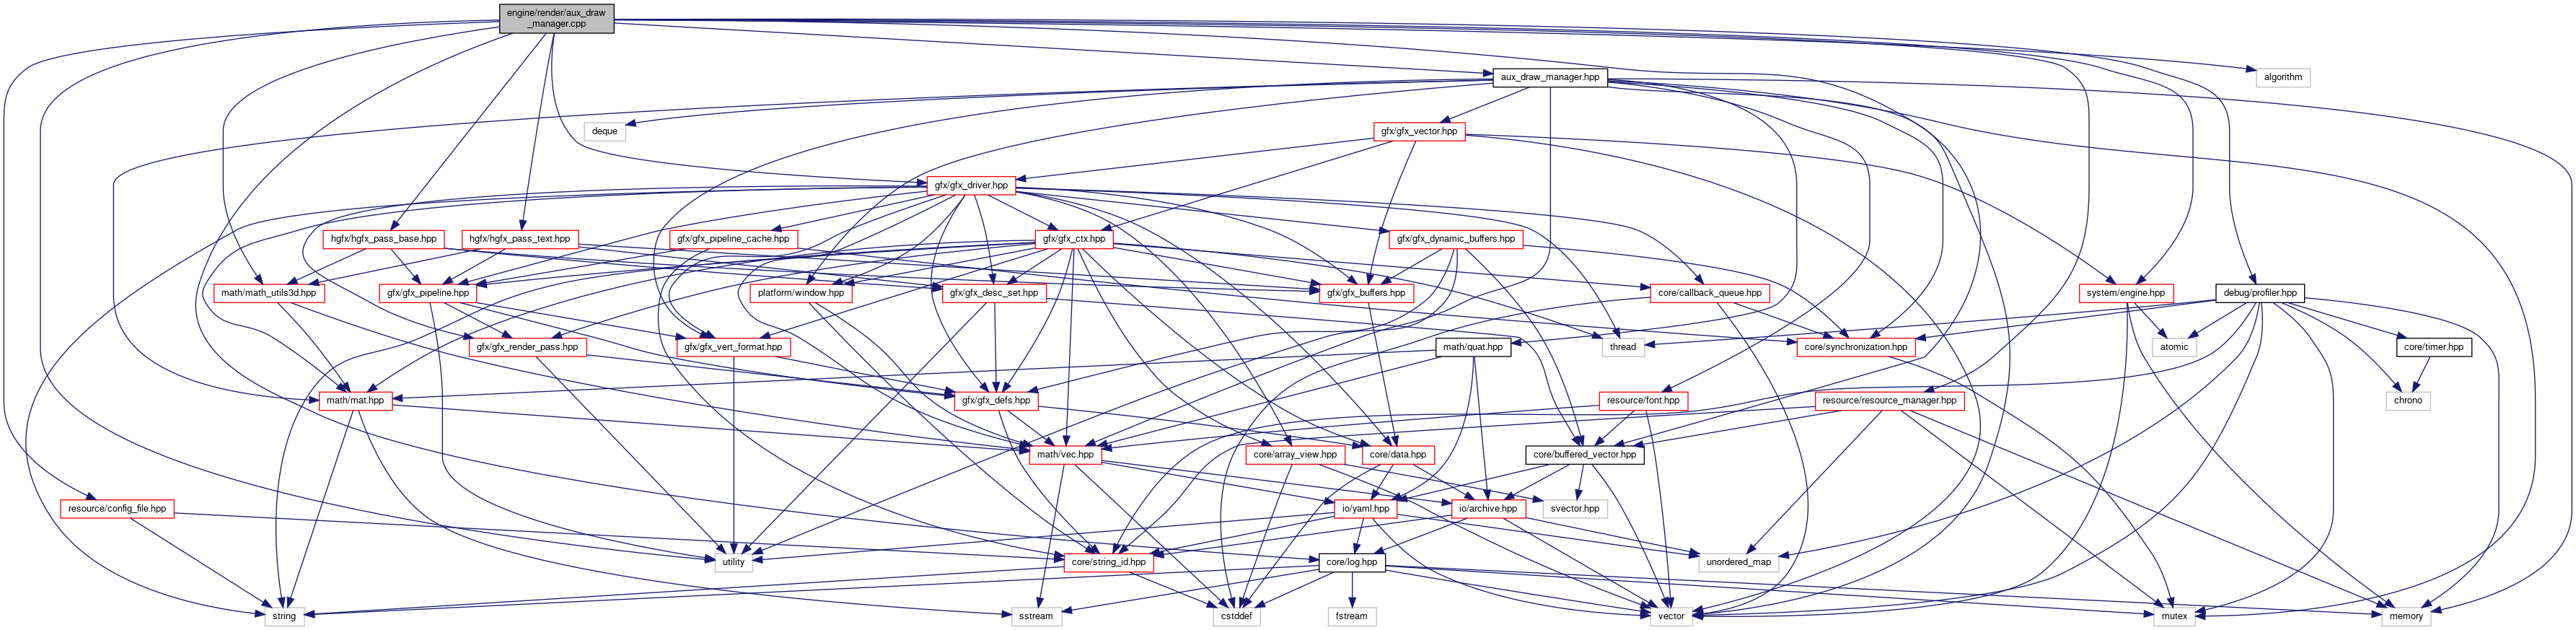 engine/render/aux_draw
_manager.cpp
aux_draw_manager.hpp
algorithm
deque
gfx/gfx_vector.hpp
gfx/gfx_driver.hpp
hgfx/hgfx_pass_base.hpp
hgfx/hgfx_pass_text.hpp
gfx/gfx_pipeline_cache.hpp
gfx/gfx_ctx.hpp
gfx/gfx_dynamic_buffers.hpp
math/math_utils3d.hpp
gfx/gfx_pipeline.hpp
platform/window.hpp
gfx/gfx_desc_set.hpp
gfx/gfx_buffers.hpp
core/callback_queue.hpp
system/engine.hpp
debug/profiler.hpp
gfx/gfx_render_pass.hpp
gfx/gfx_vert_format.hpp
math/quat.hpp
thread
core/synchronization.hpp
atomic
core/timer.hpp
math/mat.hpp
gfx/gfx_defs.hpp
resource/font.hpp
resource/resource_manager.hpp
chrono
math/vec.hpp
core/array_view.hpp
core/data.hpp
core/buffered_vector.hpp
resource/config_file.hpp
io/yaml.hpp
io/archive.hpp
svector.hpp
utility
core/string_id.hpp
core/log.hpp
unordered_map
string
sstream
cstddef
fstream
vector
mutex
memory